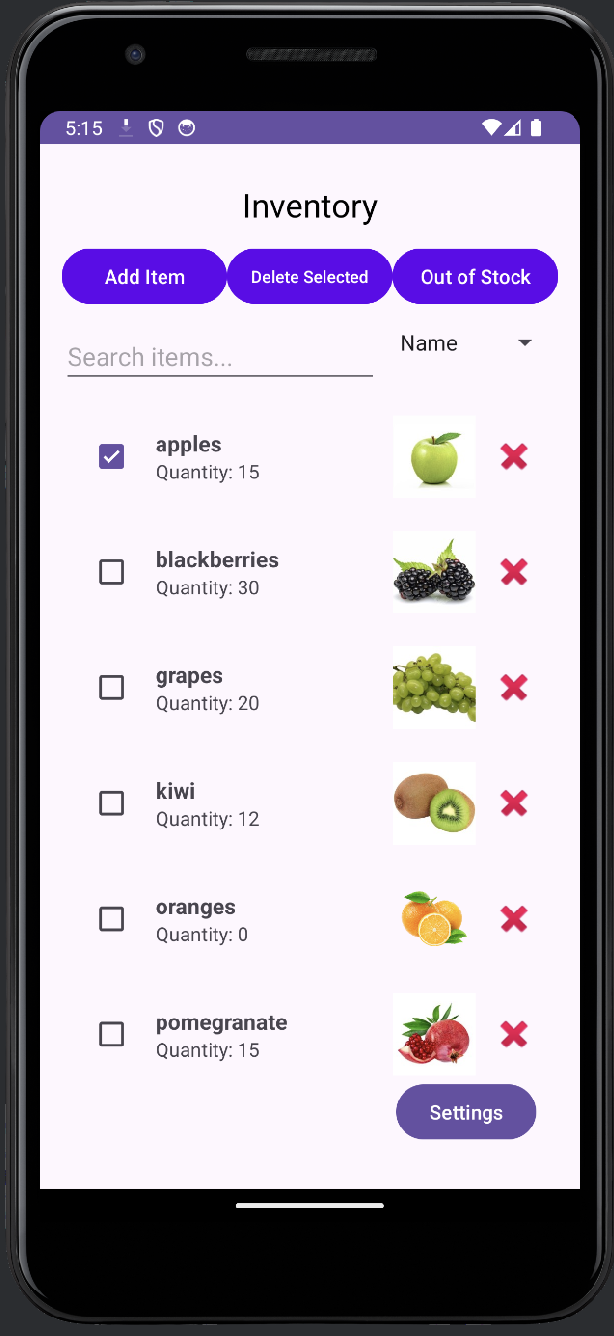 5:15
Inventory
Add Item Delete Selected Out of Stock
Search items... Name
apples
Quantity: 15
blackberries
Quantity: 30
grapes
Quantity: 20
kiwi
Quantity: 12
oranges
Quantity: 0
pomegranate
Quantity: 15
Settings